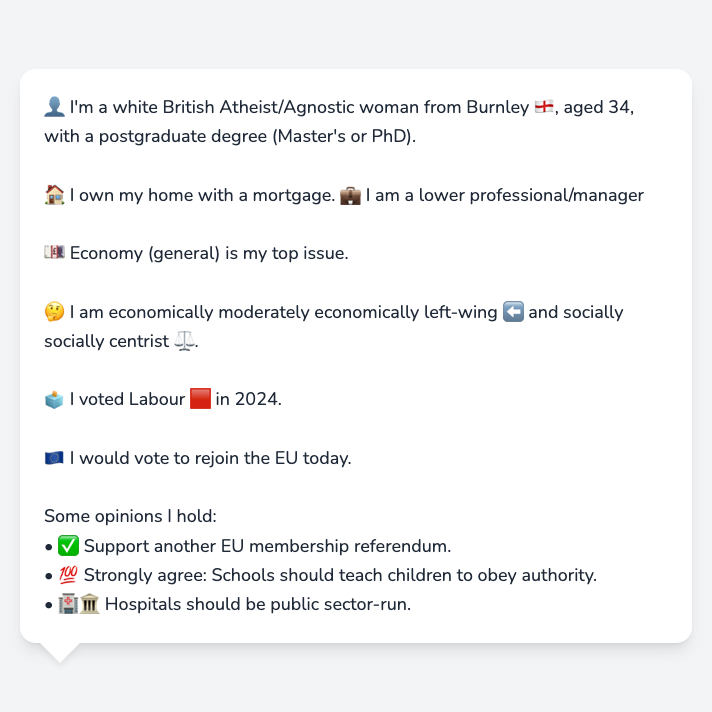 👤 I'm a white British Atheist/Agnostic woman from Burnley 🏴󠁧󠁢󠁥󠁮󠁧󠁿, aged 34,
with a postgraduate degree (Master's or PhD).
🏠 I own my home with a mortgage. 💼 I am a lower professional/manager
💷 Economy (general) is my top issue.
🤔 I am economically moderately economically left-wing ⬅️ and socially
socially centrist ⚖️.
🗳️ I voted Labour 🟥 in 2024.
🇪🇺 I would vote to rejoin the EU today.
Some opinions I hold:
• ✅ Support another EU membership referendum.
• 💯 Strongly agree: Schools should teach children to obey authority.
• 🏥🏛️ Hospitals should be public sector-run.